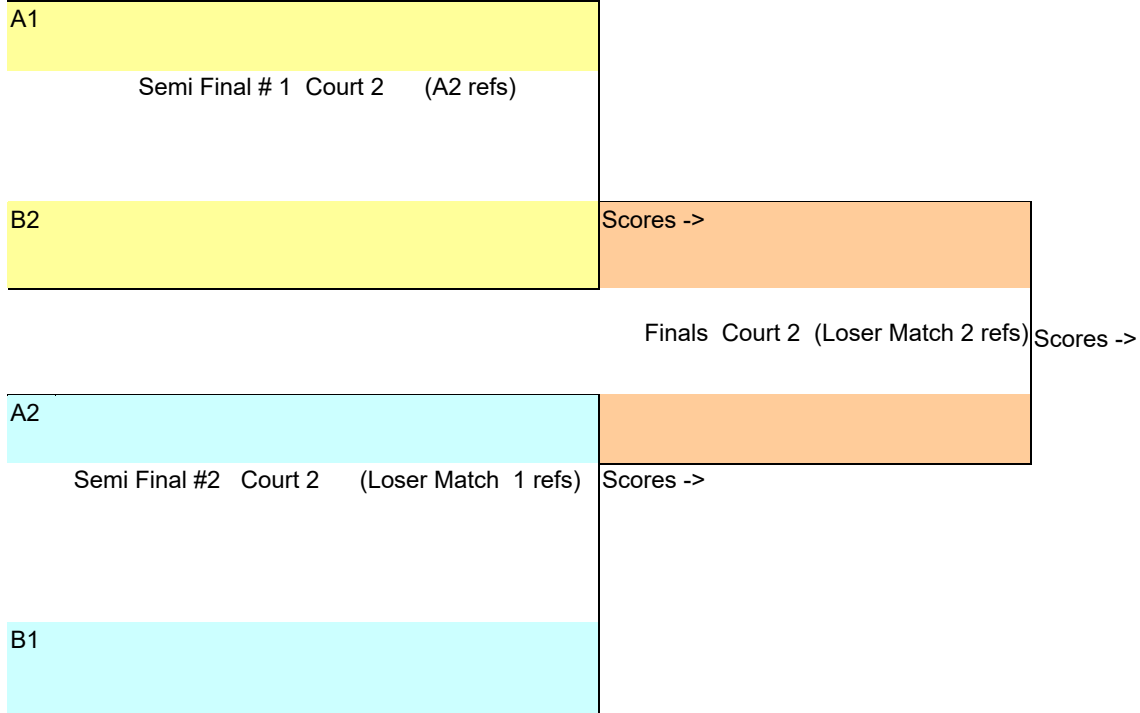 A1
Semi Final # 1 Court 2 (A2 refs)
B2
Scores ->
Finals Court 2 (Loser Match 2 refs)
Scores ->
A2
Semi Final #2 Court 2 (Loser Match 1 refs)
Scores ->
B1